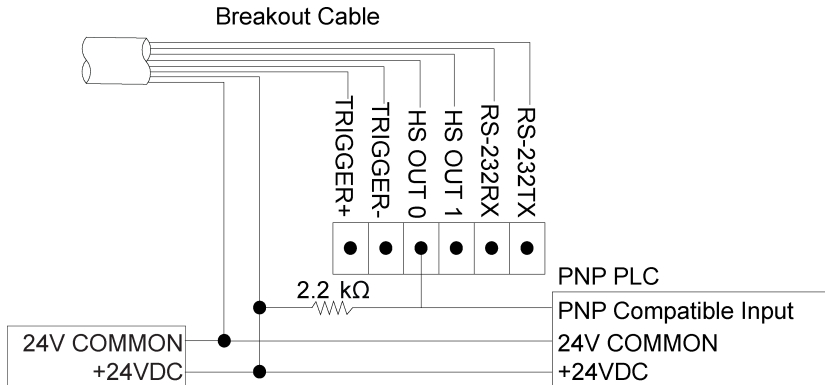 Breakout Cable
TRIGGER+
TRIGGER-
HS OUT 0
HS OUT 1
RS-232RX
RS-232TX
PNP PLC
2.2 kΩ
PNP Compatible Input
24V COMMON
24V COMMON
+24VDC
+24VDC